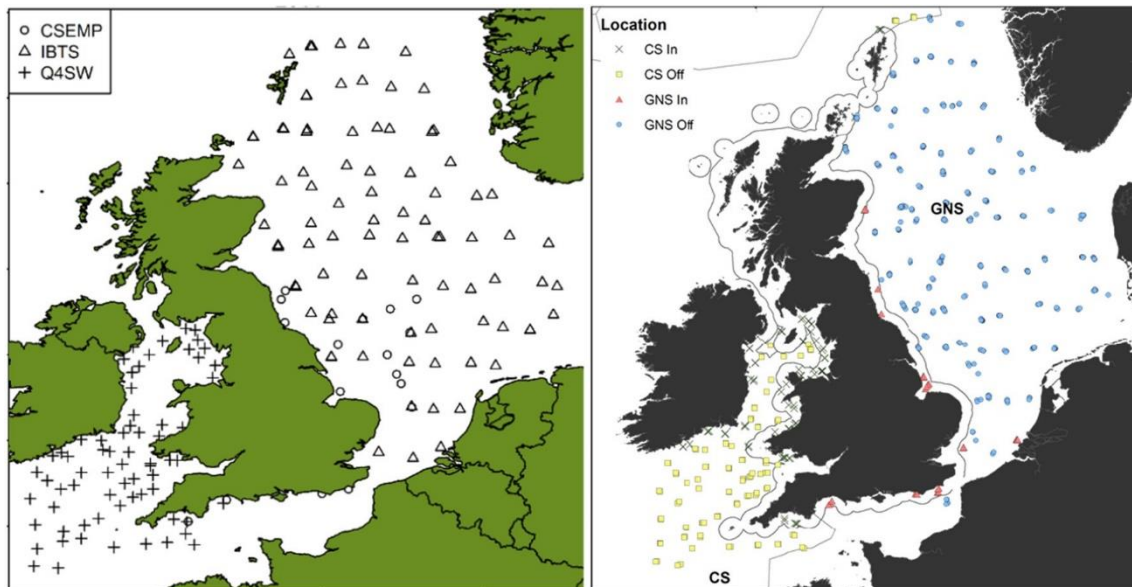 CSEMP
IBTS
Q4SW
Location
CS In
CS Off
GNS In
GNS Off
GNS
CS